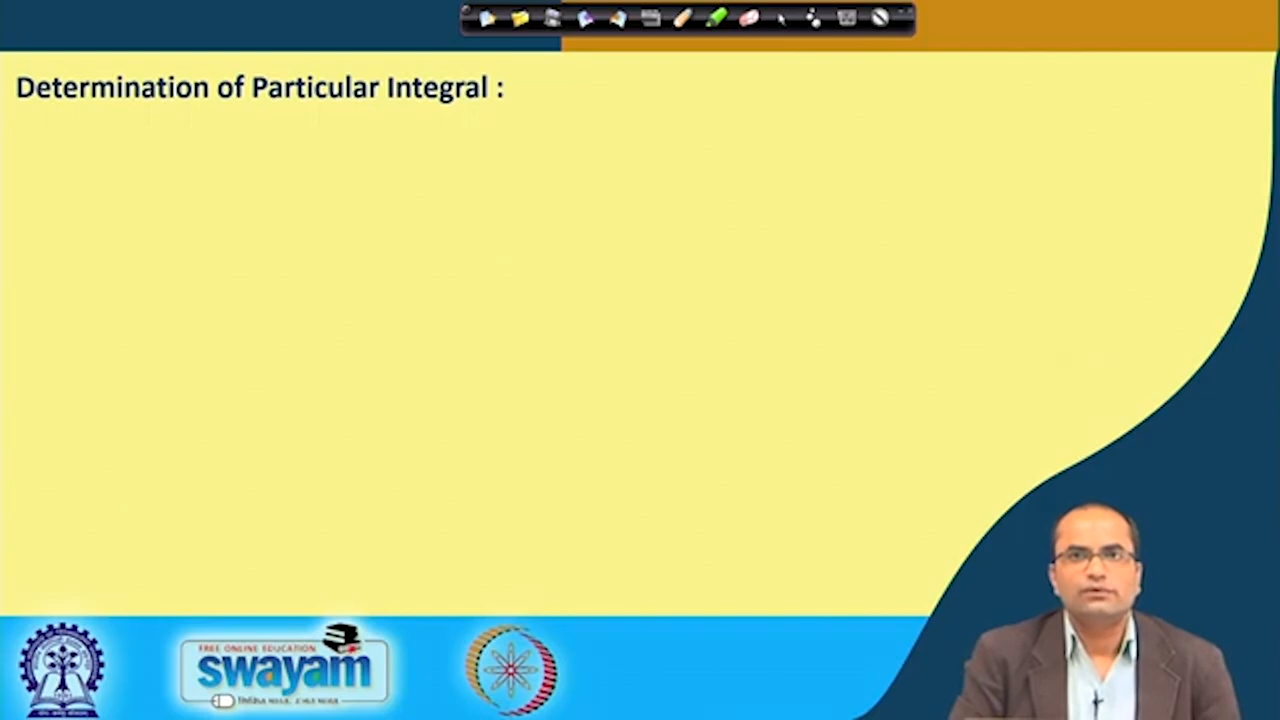 Determination of Particular Integral :
FREE ONLINE EDUCATION
swayam